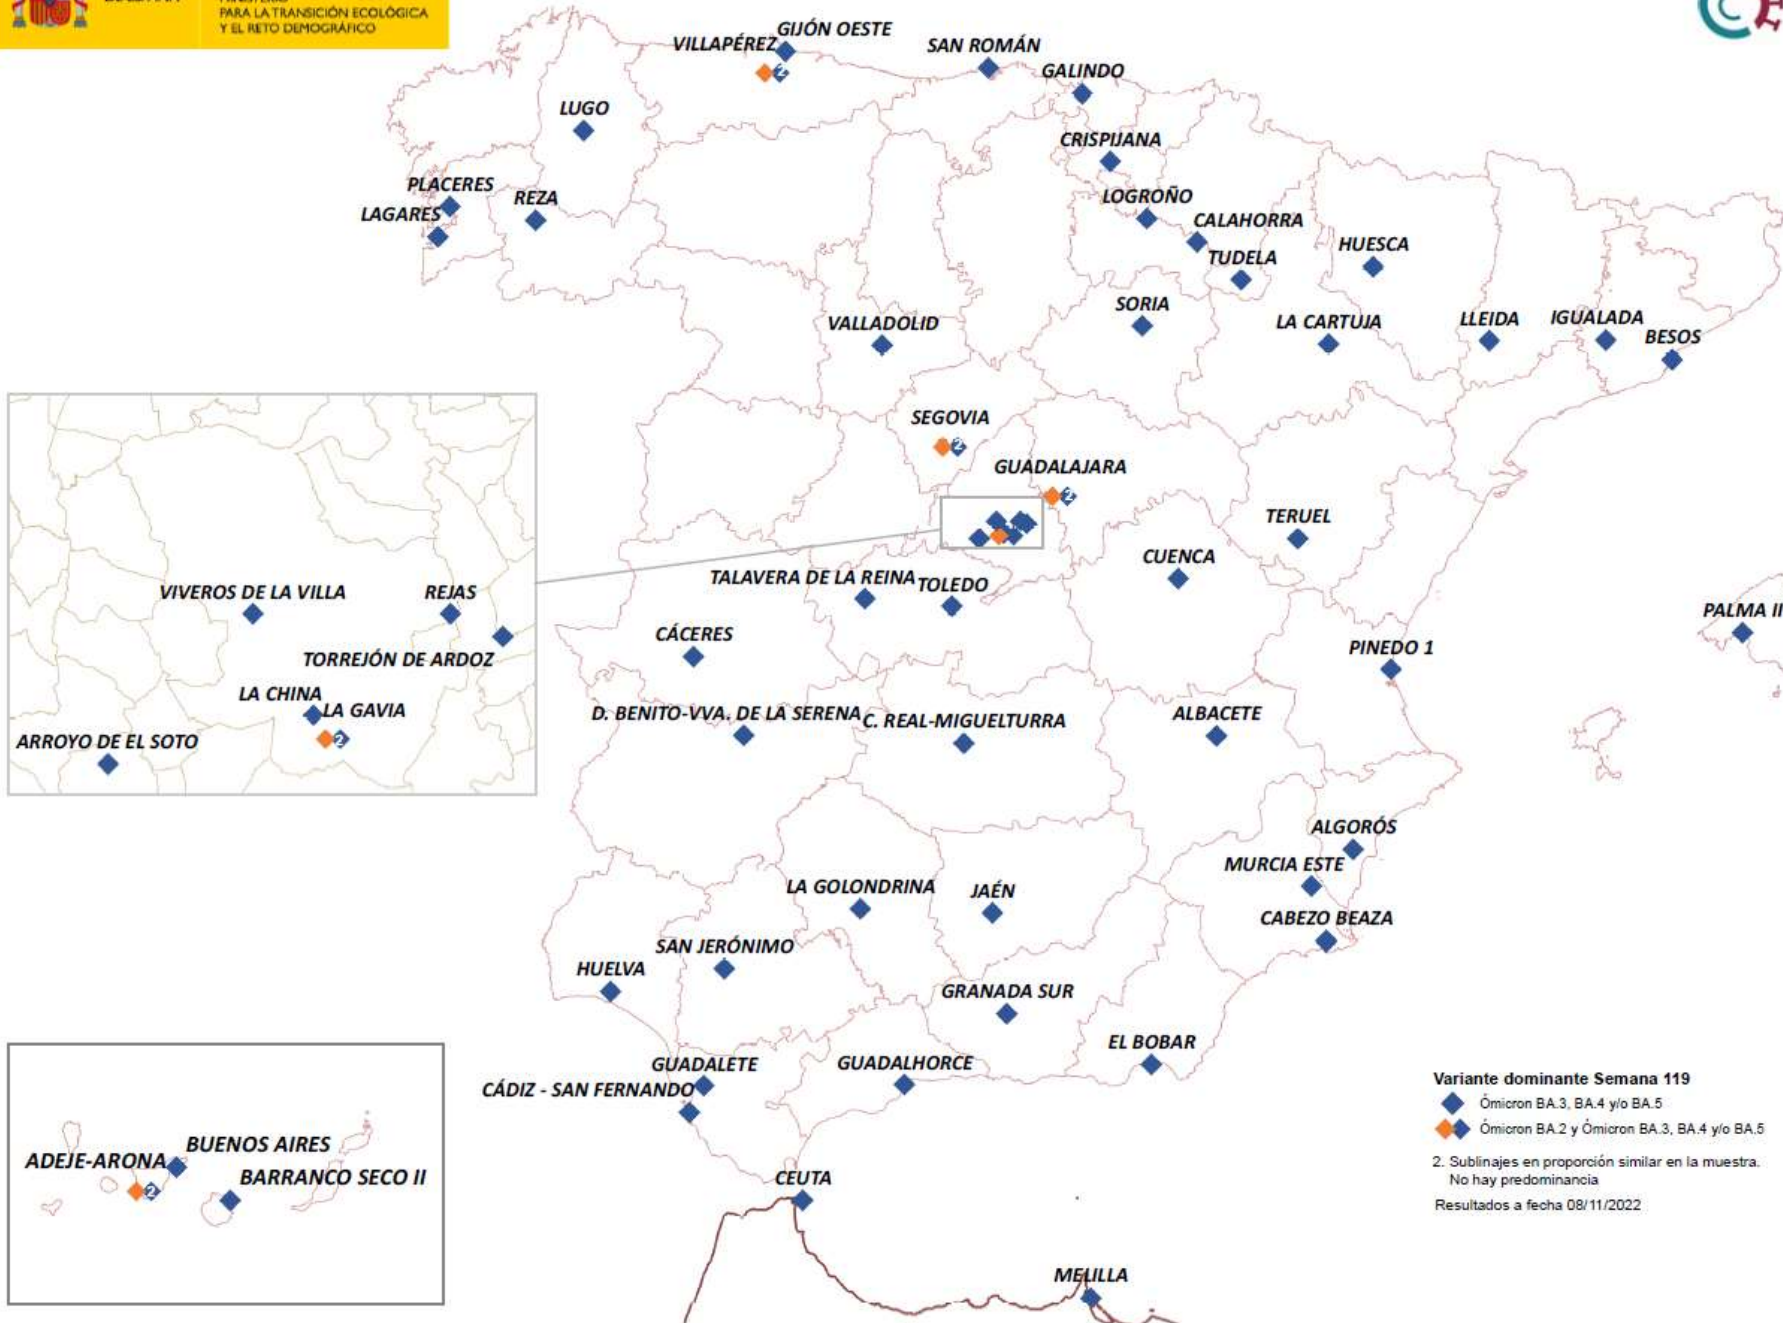 PARA LA TRANSICIÓN ECOLÓGICA
Y EL RETO DEMOGRÁFICO
GIJÓN OESTE
VILLAPÉREZ
2
SAN ROMÁN
GALINDO
LUGO
CRISPIJANA
PLACERES
LAGARES
REZA
LOGROÑO
CALAHORRA
TUDELA
HUESCA
SORIA
VALLADOLID
LA CARTUJA
LLEIDA
IGUALADA
BESOS
SEGOVIA
2
GUADALAJARA
2
TERUEL
CUENCA
TALAVERA DE LA REINA
TOLEDO
VIVEROS DE LA VILLA
REJAS
TORREJÓN DE ARDOZ
LA CHINA
LA GAVIA
2
ARROYO DE EL SOTO
PALMA II
CÁCERES
PINEDO 1
D. BENITO-VVA. DE LA SERENA
C. REAL-MIGUELTURRA
ALBACETE
ALGORÓS
MURCIA ESTE
LA GOLONDRINA
JAÉN
CABEZO BEAZA
SAN JERÓNIMO
HUELVA
GRANADA SUR
EL BOBAR
GUADALETE
GUADALHORCE
CÁDIZ - SAN FERNANDO
BUENOS AIRES
ADEJE-ARONA
2
BARRANCO SECO II
CEUTA
MELILLA
Variante dominante Semana 119
Ómicron BA.3, BA.4 y/o BA.5
Ómicron BA.2 y Ómicron BA.3, BA.4 y/o BA.5
2. Sublinajes en proporción similar en la muestra.
No hay predominancia
Resultados a fecha 08/11/2022